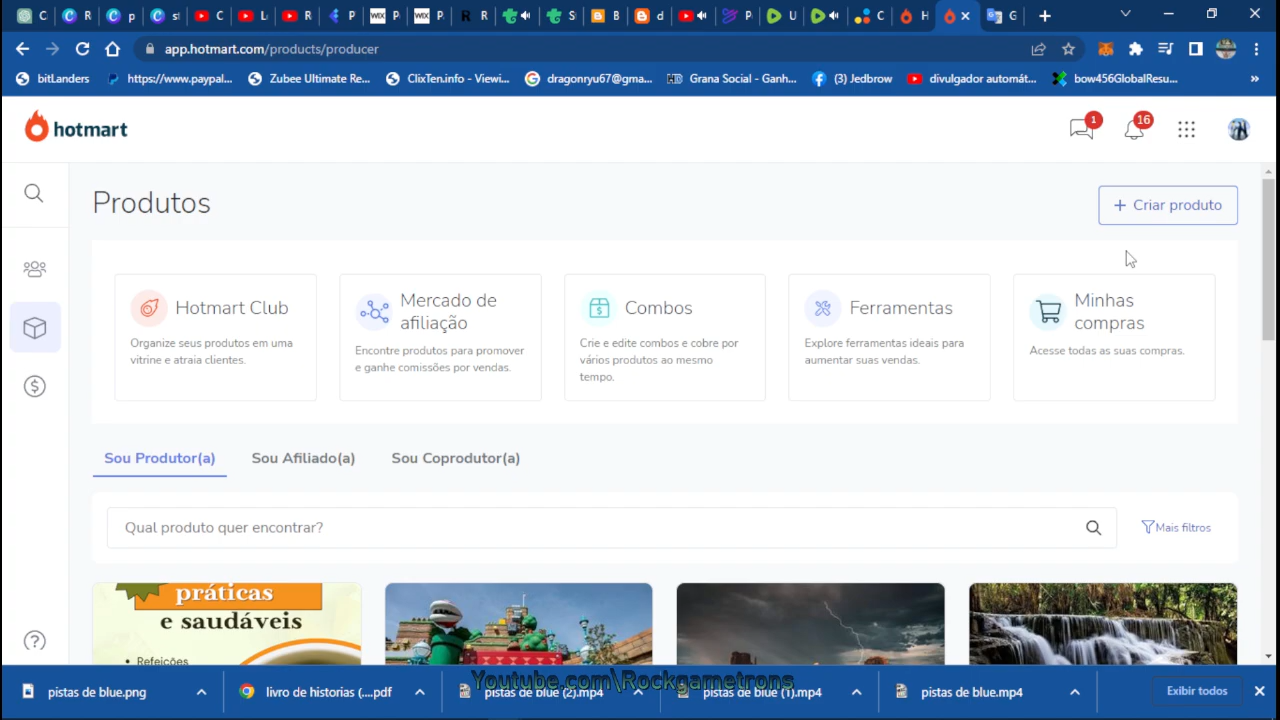 C
R
p
st
C
Lo
R
P
P
P.
R
S
B
d
P
U
C
H
G
app.hotmart.com/products/producer
bitLanders
https://www.paypal...
Zubee Ultimate Re...
ClixTen.info - Viewi...
dragonryu67@gma...
Grana Social - Ganh...
(3) Jedbrow
divulgador automát...
bow456GlobalResu...
»
hotmart
1
16
Produtos
+ Criar produto
Hotmart Club
Organize seus produtos em uma
vitrine e atraia clientes.
Mercado de
afiliação
Encontre produtos para promover
e ganhe comissões por vendas.
Combos
Crie e edite combos e cobre por
vários produtos ao mesmo
tempo.
Ferramentas
Explore ferramentas ideais para
aumentar suas vendas.
Minhas
compras
Acesse todas as suas compras.
Sou Produtor(a)
Sou Afiliado(a)
Sou Coprodutor(a)
Qual produto quer encontrar?
Mais filtros
práticas
e saudáveis
• Refeições
pistas de blue.png
livro de historias (....pdf
pistas de blue (2).mp4
pistas de blue (1).mp4
pistas de blue.mp4
Exibir todos
Youtube.com\Rockgametrons